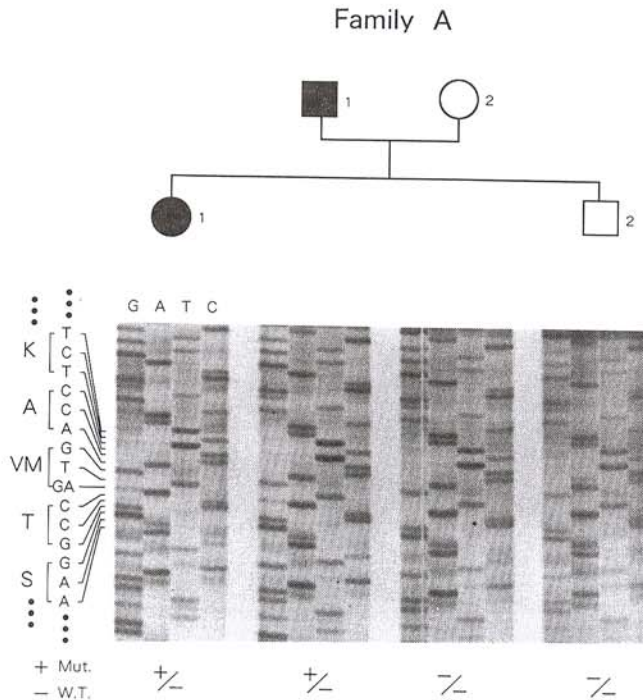 Family A
1
2
1
2
G A T C
T
K C
T
C
A C
A
G
VM T
GA
C
T C
G
G
S A
A
+ Mut.
− W.T.
+/− +/− −/− −/−